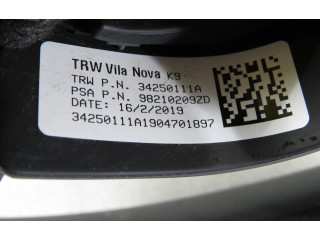 TRW Vila Nova K9
TRW P.N. 34250111A
PSA P.N. 98210209ZD
DATE: 16/2/2019
34250111A1904701897